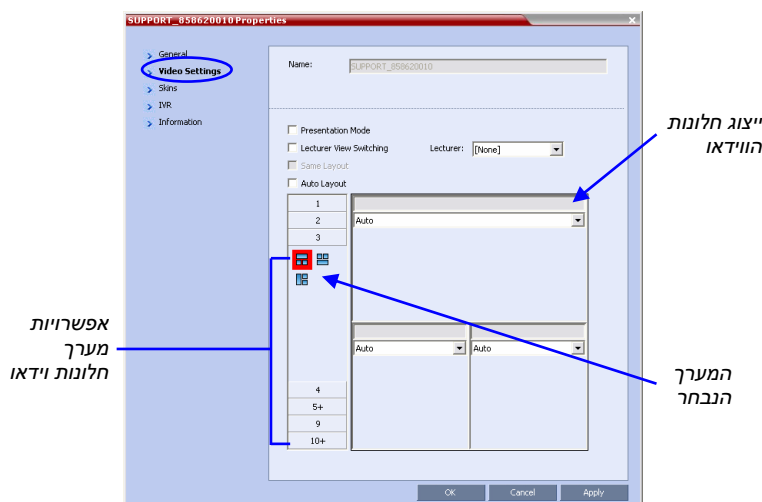 SUPPORT_858620010 Properties
General
Video Settings
Skins
IVR
Information
Name:
SUPPORT_858620010
Presentation Mode
Lecturer View Switching
Lecturer:
[None]
Same Layout
Auto Layout
1
2
3
4
5+
9
10+
Auto
Auto
Auto
OK
Cancel
Apply
ייצוג חלונות
הווידאו
אפשרויות
מערך
חלונות וידאו
המערך
הנבחר